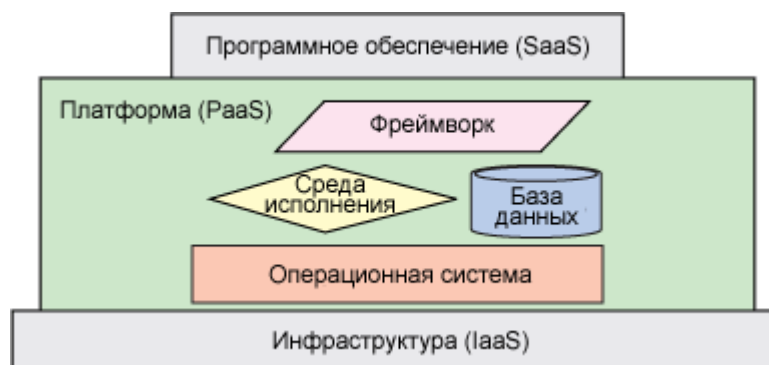 Программное обеспечение (SaaS)
Платформа (PaaS)
Фреймворк
Среда
исполнения
База
данных
Операционная система
Инфраструктура (IaaS)